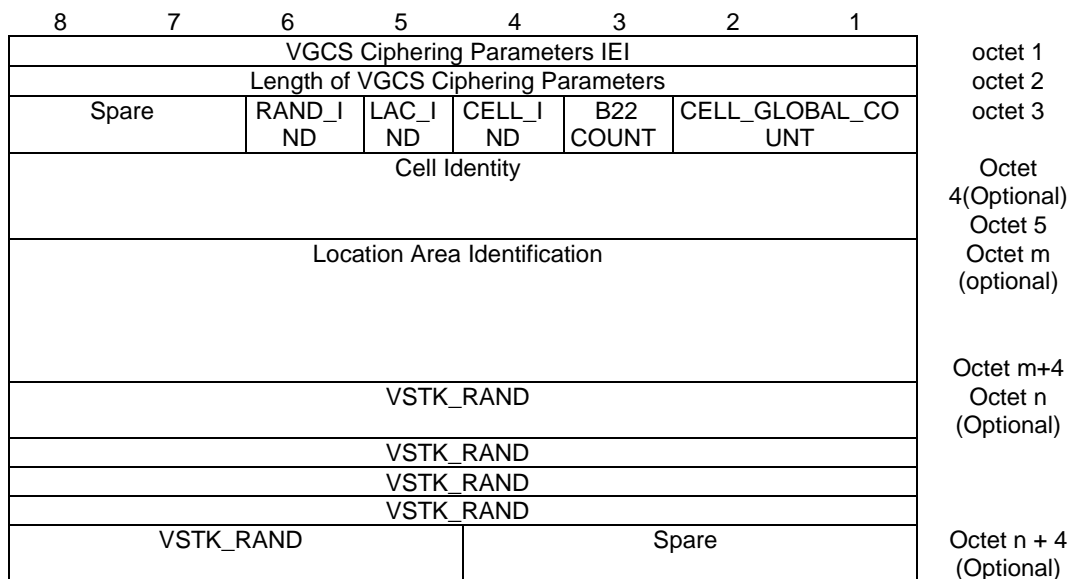 8 7 6 5 4 3 2 1
VGCS Ciphering Parameters IEI octet 1
Length of VGCS Ciphering Parameters octet 2
Spare RAND_I LAC_I CELL_I B22 CELL_GLOBAL_CO octet 3
ND ND ND COUNT UNT
Cell Identity Octet
4(Optional)
Octet 5
Location Area Identification Octet m
(optional)
Octet m+4
VSTK_RAND Octet n
(Optional)
VSTK_RAND
VSTK_RAND
VSTK_RAND
VSTK_RAND Spare Octet n + 4
(Optional)